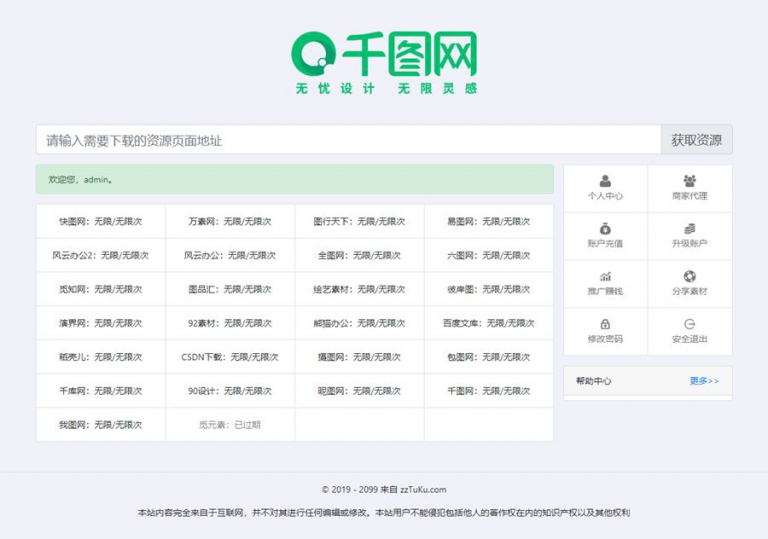 千图网
无忧设计 无限灵感
请输入需要下载的资源页面地址 获取资源
欢迎您，admin。
快图网：无限/无限次 万素网：无限/无限次 图行天下：无限/无限次 易图网：无限/无限次
风云办公2：无限/无限次 风云办公：无限/无限次 全图网：无限/无限次 六图网：无限/无限次
觅知网：无限/无限次 图品汇：无限/无限次 绘艺素材：无限/无限次 彼岸图：无限/无限次
演界网：无限/无限次 92素材：无限/无限次 熊猫办公：无限/无限次 百度文库：无限/无限次
稻壳儿：无限/无限次 CSDN下载：无限/无限次 摄图网：无限/无限次 包图网：无限/无限次
千库网：无限/无限次 90设计：无限/无限次 昵图网：无限/无限次 千图网：无限/无限次
我图网：无限/无限次 觅元素：已过期
个人中心 商家代理
账户充值 升级账户
推广赚钱 分享素材
修改密码 安全退出
帮助中心 更多>>
© 2019 - 2099 来自 zzTuKu.com
本站内容完全来自于互联网，并不对其进行任何编辑或修改。本站用户不能侵犯包括他人的著作权在内的知识产权以及其他权利